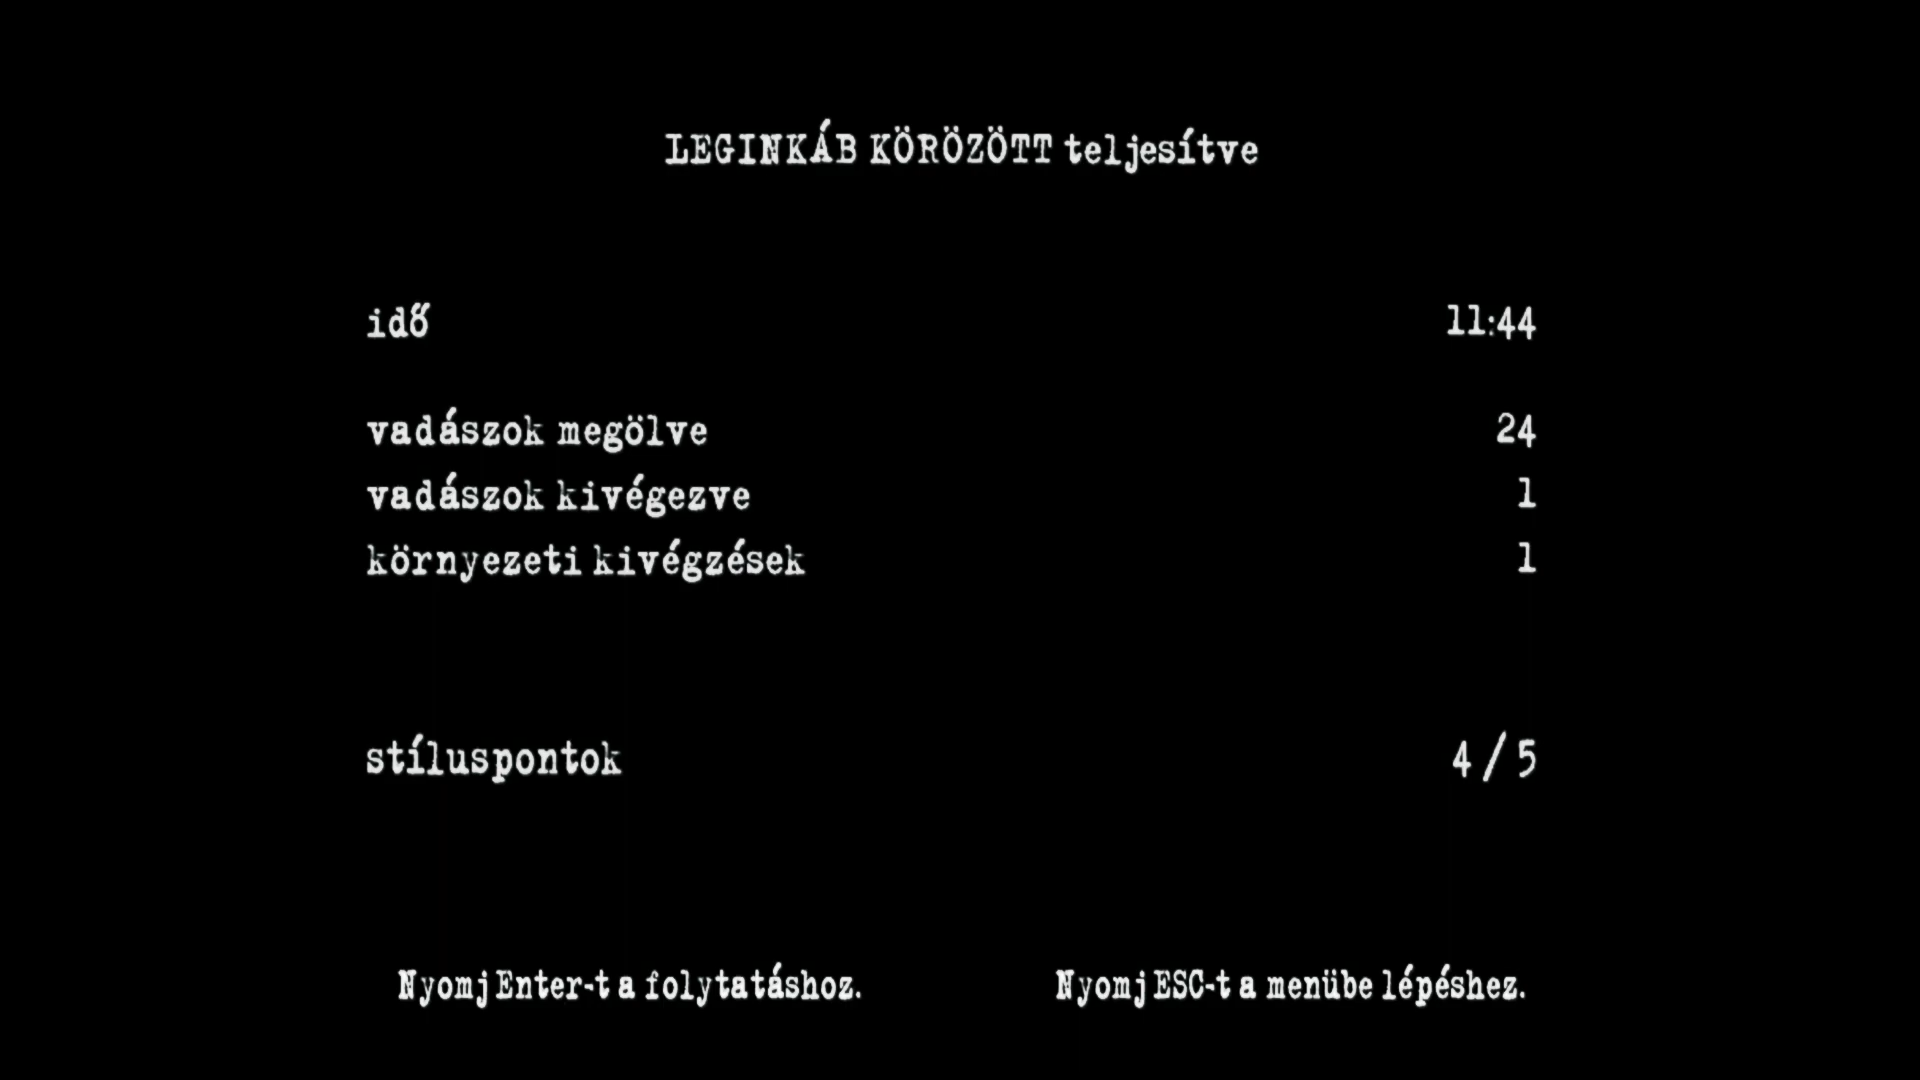 LEGINKÁB KÖRÖZÖTT teljesítve
idő 11:44
vadászok megölve 24
vadászok kivégezve 1
környezeti kivégzések 1
stíluspontok 4 / 5
Nyomj Enter-t a folytatáshoz. Nyomj ESC-t a menübe lépéshez.